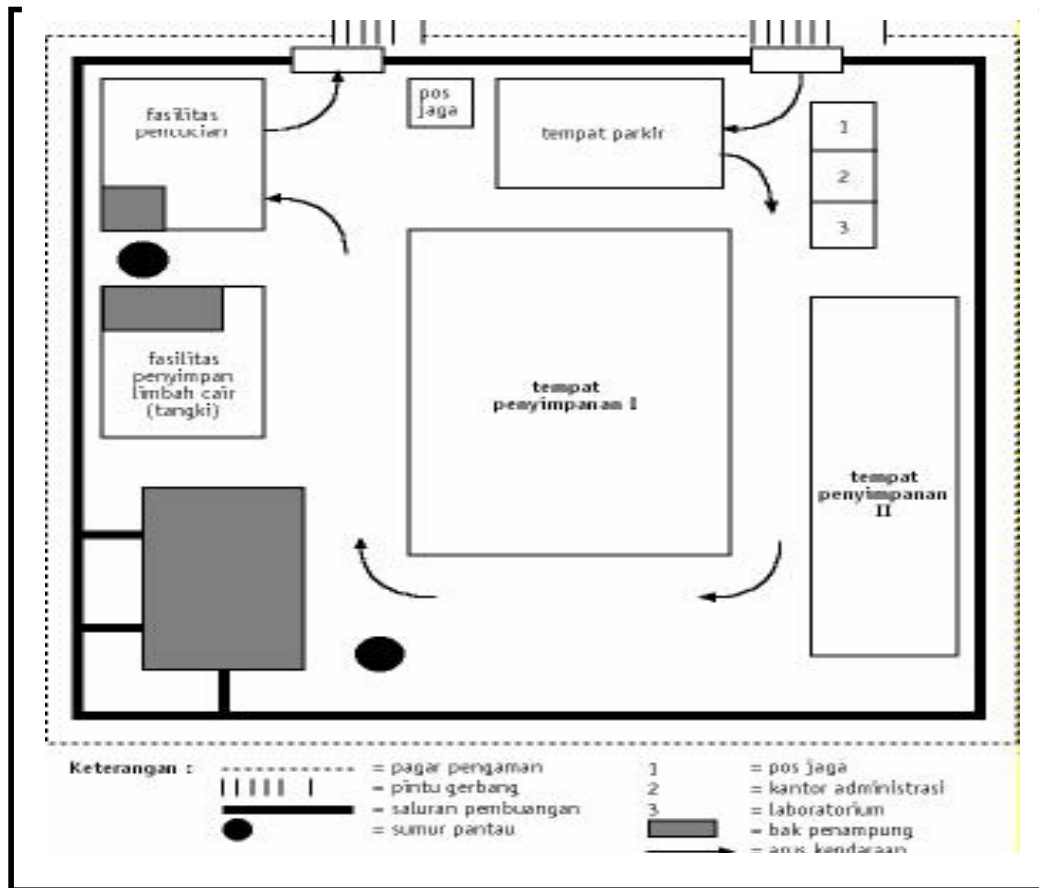 fasilitas
pencucian
pos
jaga
tempat parkir
1
2
3
fasilitas
penyimpan
limbah cair
(tangki)
tempat
penyimpanan I
tempat
penyimpanan
II
Keterangan :
= pagar pengaman
= pintu gerbang
= saluran pembuangan
= sumur pantau
1 = pos jaga
2 = kantor administrasi
3 = laboratorium
= bak penampung
= arus kendaraan